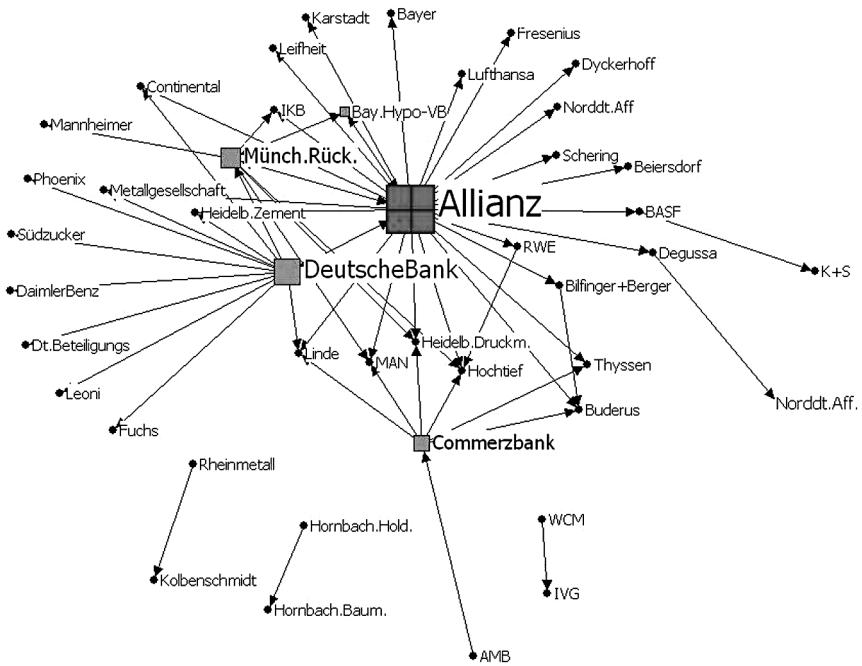 Karstadt
Bayer
Leifheit
Fresenius
Lufthansa
Dyckerhoff
Continental
IKB
Bay.Hypo-VB
Norddt.Aff
Mannheimer
Münch.Rück.
Schering
Beiersdorf
Phoenix
Metallgesellschaft
Allianz
Heidelb.Zement
BASF
Südzucker
RWE
Degussa
DeutscheBank
K+S
DaimlerBenz
Bilfinger+Berger
Dt.Beteiligungs
Linde
MAN
Heidelb.Druckm.
Hochtief
Thyssen
Leoni
Norddt.Aff.
Buderus
Fuchs
Commerzbank
Rheinmetall
Hornbach.Hold.
WCM
Kolbenschmidt
IVG
Hornbach.Baum.
AMB